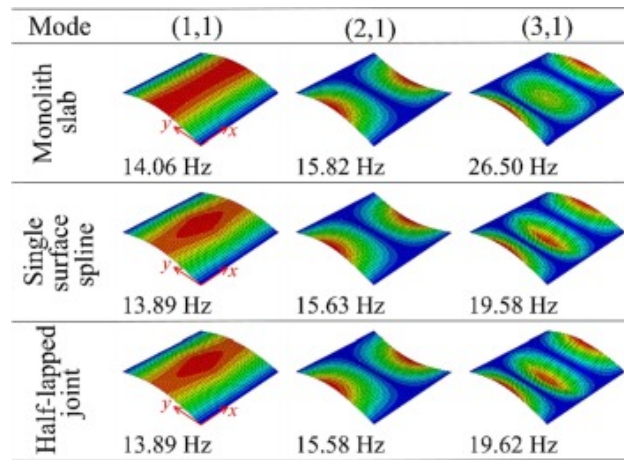 Mode (1,1) (2,1) (3,1)
Monolith
slab
y x
14.06 Hz 15.82 Hz 26.50 Hz
Single
surface
spline
y x
13.89 Hz 15.63 Hz 19.58 Hz
Half-lapped
joint
y x
13.89 Hz 15.58 Hz 19.62 Hz